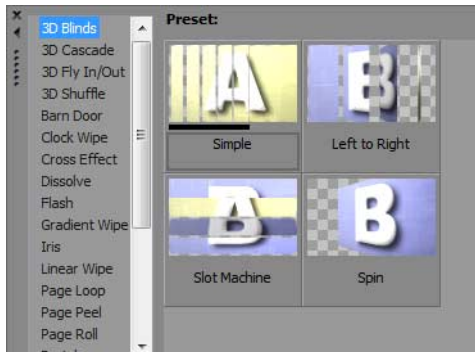 Preset:
3D Blinds
3D Cascade
3D Fly In/Out
3D Shuffle
Barn Door
Clock Wipe
Cross Effect
Dissolve
Flash
Gradient Wipe
Iris
Linear Wipe
Page Loop
Page Peel
Page Roll
A
B
Simple
Left to Right
B
Slot Machine
Spin